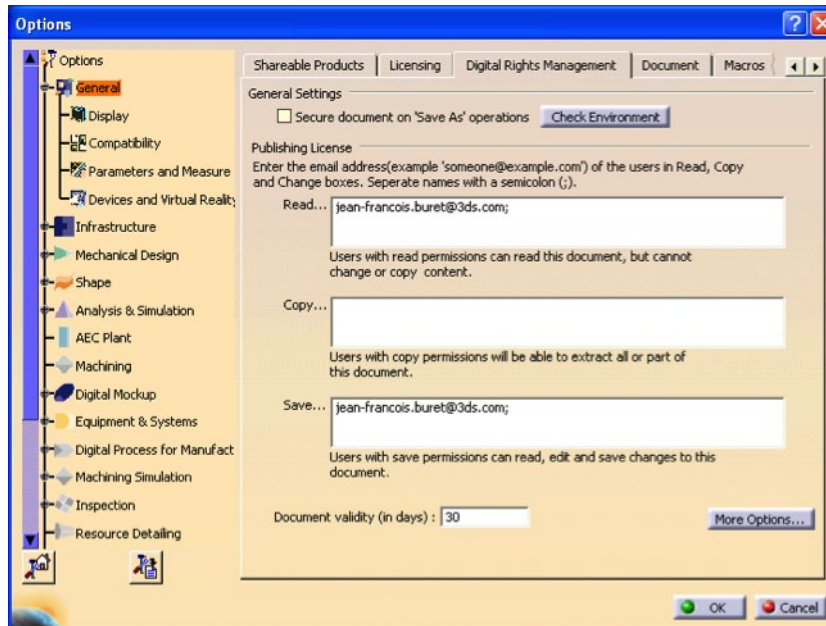 Options
Options
General
Display
Compatibility
Parameters and Measure
Devices and Virtual Reality
Infrastructure
Mechanical Design
Shape
Analysis & Simulation
AEC Plant
Machining
Digital Mockup
Equipment & Systems
Digital Process for Manufact
Machining Simulation
Inspection
Resource Detailing
Shareable Products Licensing Digital Rights Management Document Macros
General Settings
Secure document on 'Save As' operations Check Environment
Publishing License
Enter the email address(example 'someone@example.com') of the users in Read, Copy
and Change boxes. Seperate names with a semicolon (;).
Read... jean-francois.buret@3ds.com;
Users with read permissions can read this document, but cannot
change or copy content.
Copy...
Users with copy permissions will be able to extract all or part of
this document.
Save... jean-francois.buret@3ds.com;
Users with save permissions can read, edit and save changes to this
document.
Document validity (in days) : 30 More Options...
OK Cancel